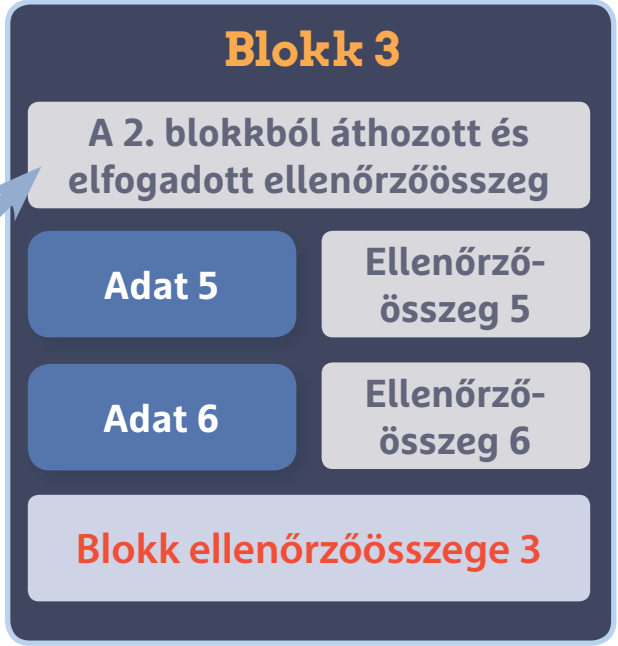 Blokk 3
A 2. blokkból áthozott és
elfogadott ellenőrzőösszeg
Adat 5
Ellenőrző-
összeg 5
Adat 6
Ellenőrző-
összeg 6
Blokk ellenőrzőösszege 3